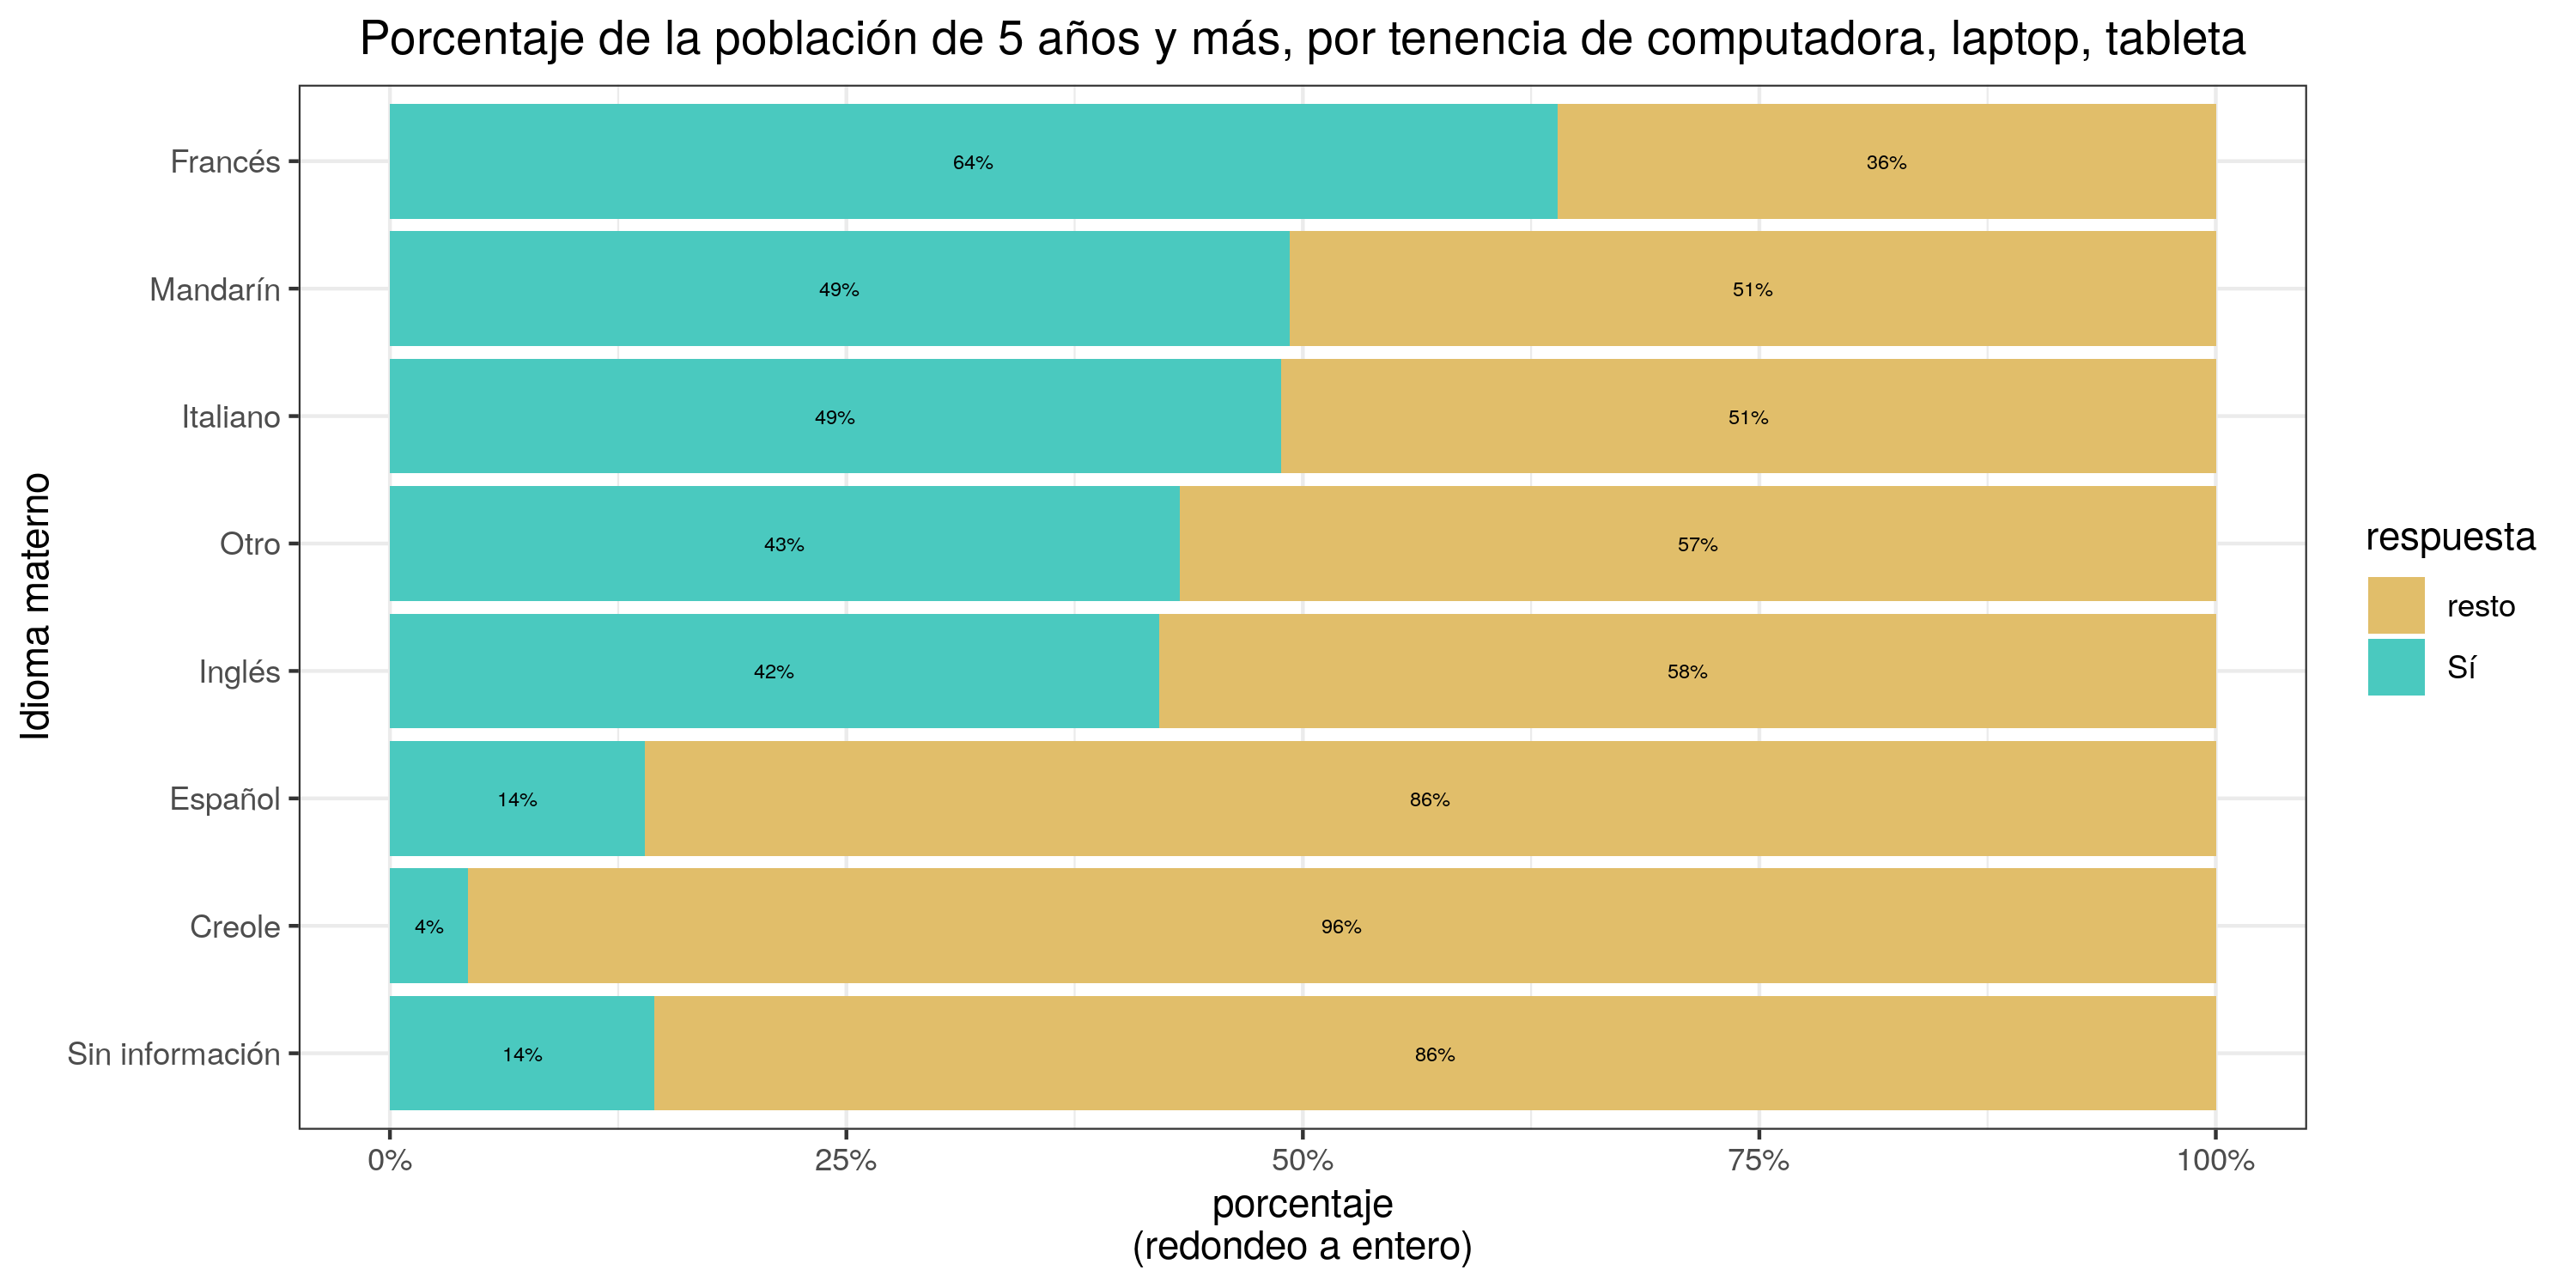 Porcentaje de la población de 5 años y más, por tenencia de computadora, laptop, tableta
Idioma materno
Francés
64%
36%
Mandarín
49%
51%
Italiano
49%
51%
Otro
43%
57%
Inglés
42%
58%
Español
14%
86%
Creole
4%
96%
Sin información
14%
86%
0%
25%
50%
75%
100%
porcentaje
(redondeo a entero)
respuesta
resto
Sí